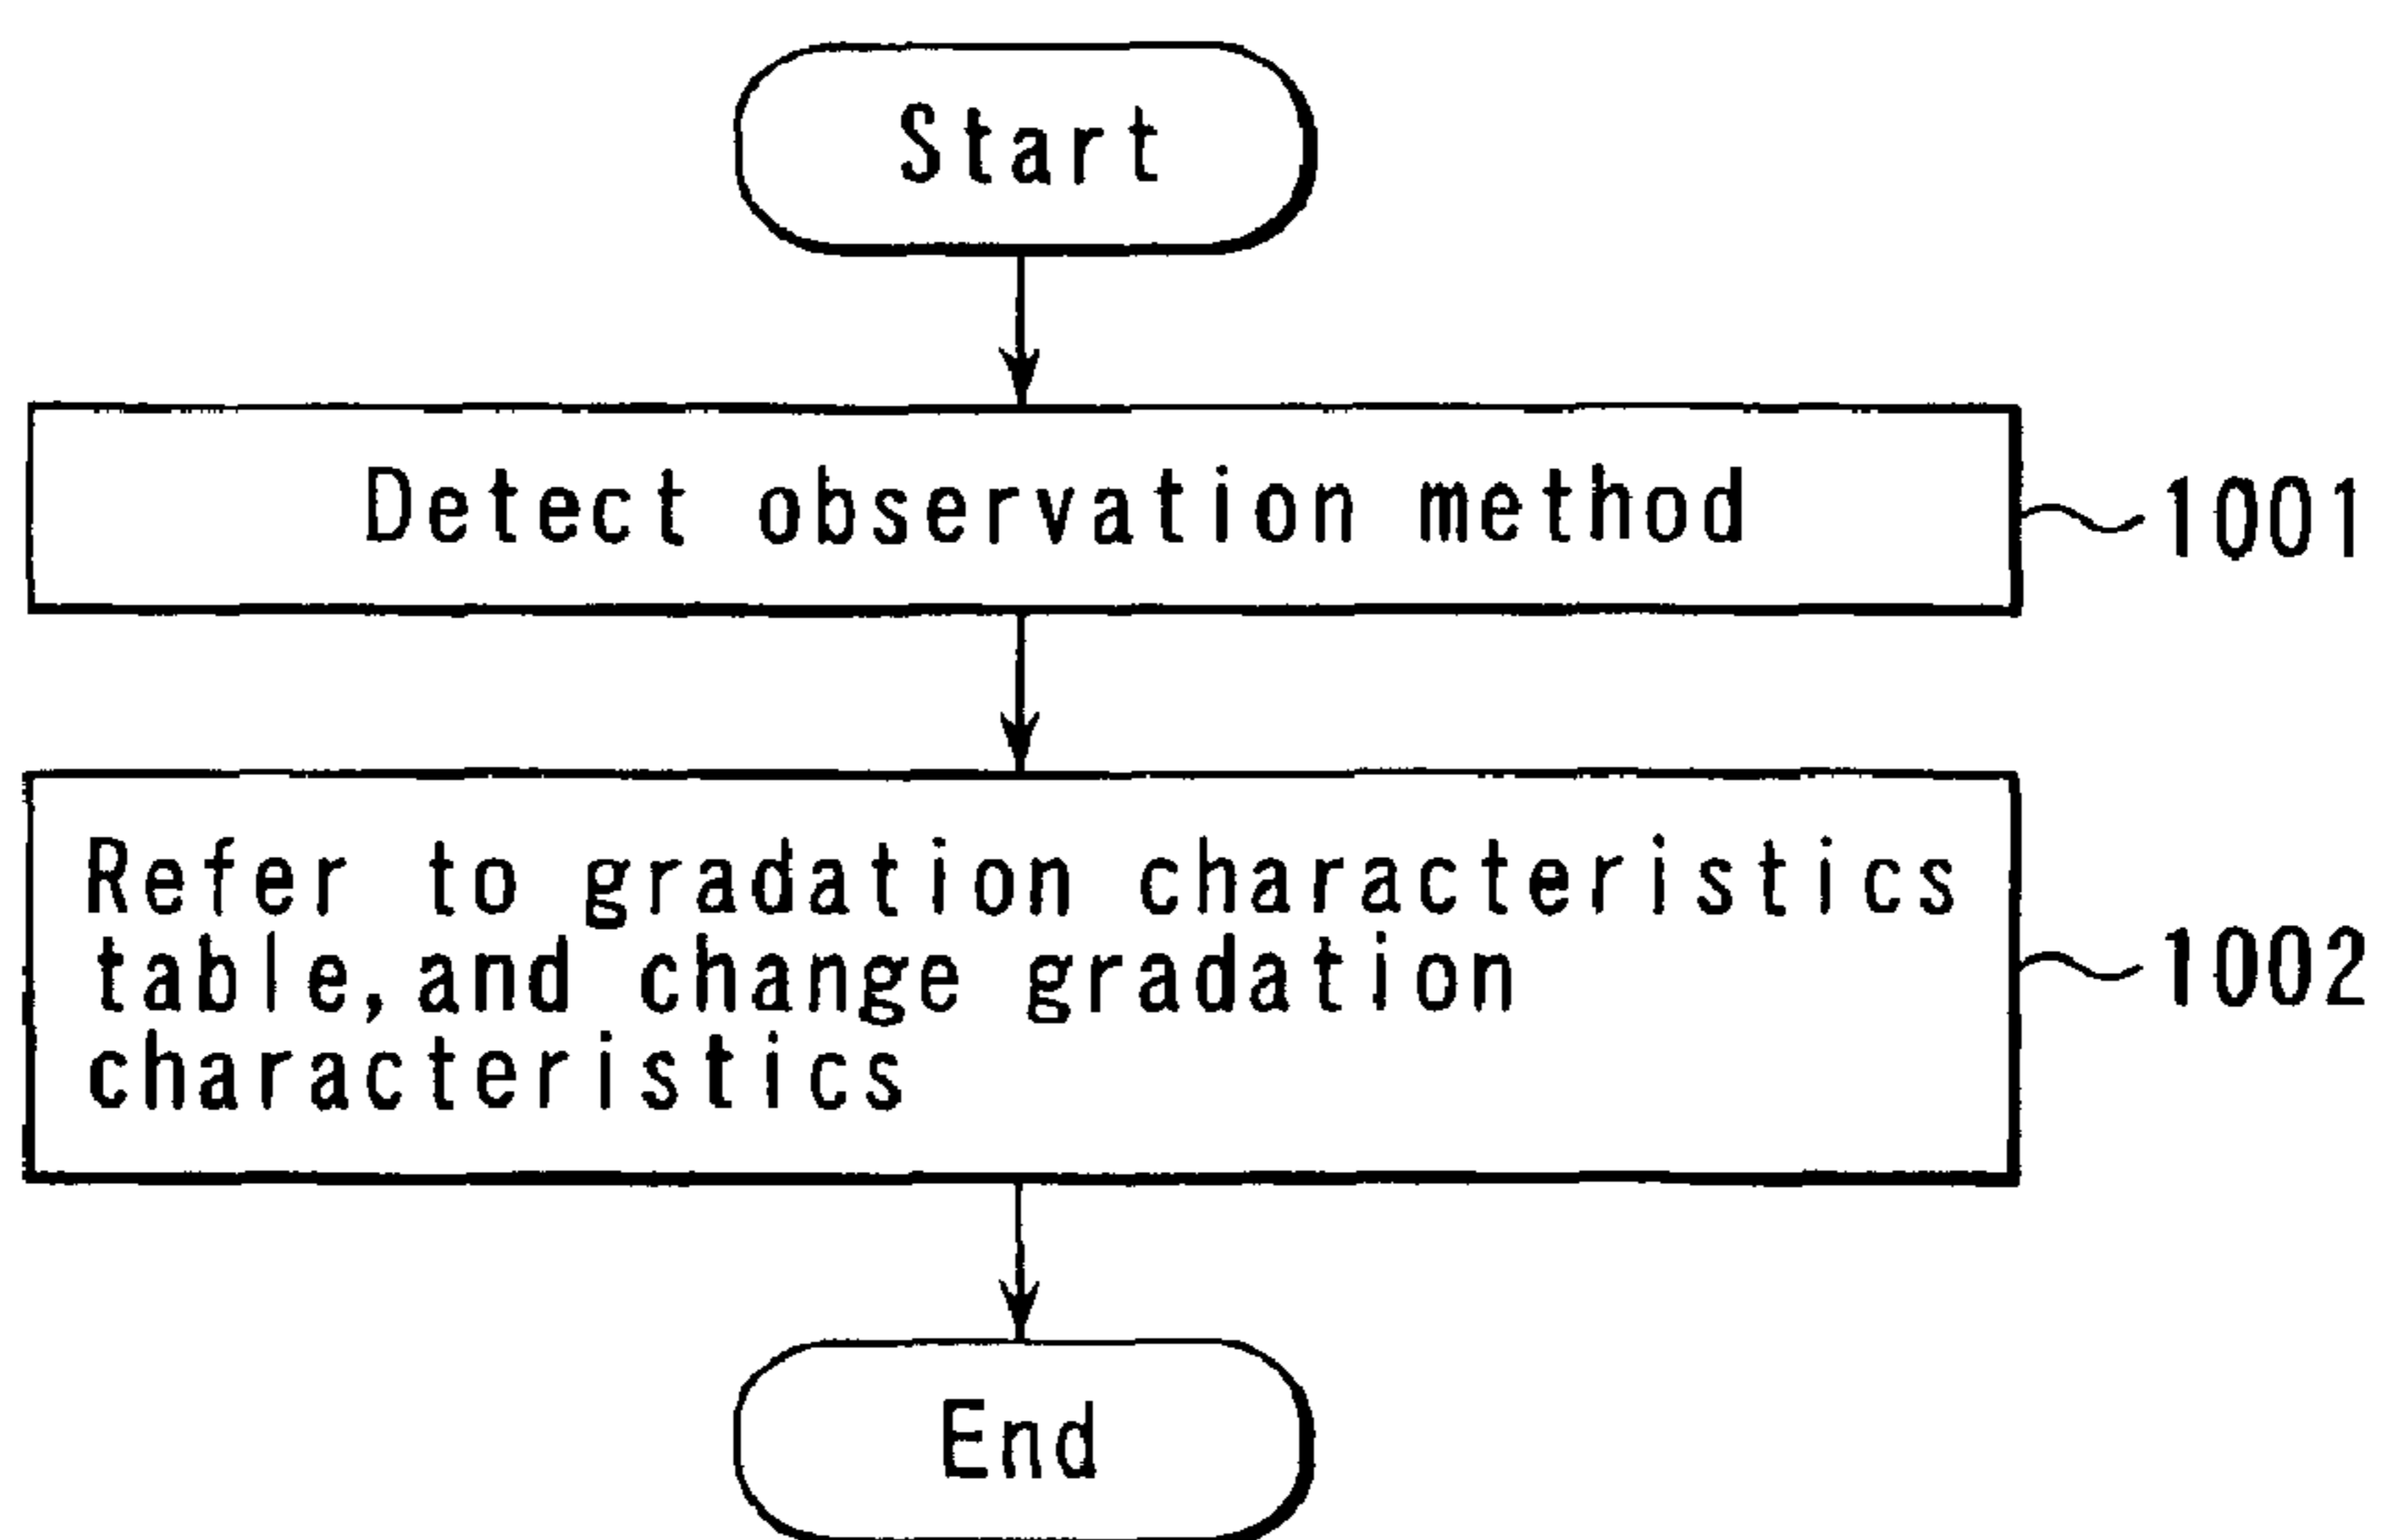 Start
Detect observation method
1001
Refer to gradation characteristics
table,and change gradation
characteristics
1002
End